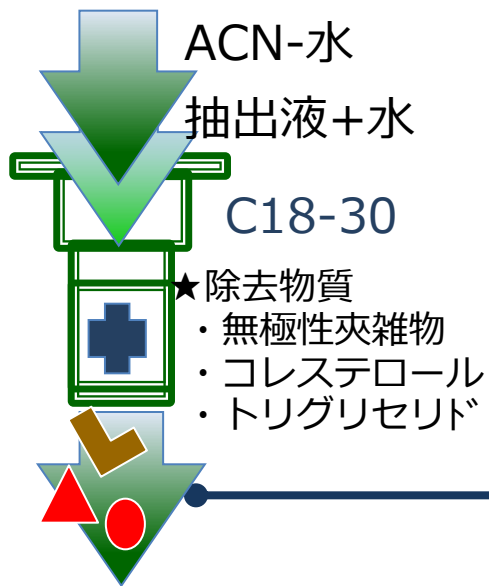 ACN-水
抽出液+水
C18-30
★除去物質
・無極性夾雑物
・コレステロール
・トリグリセリド